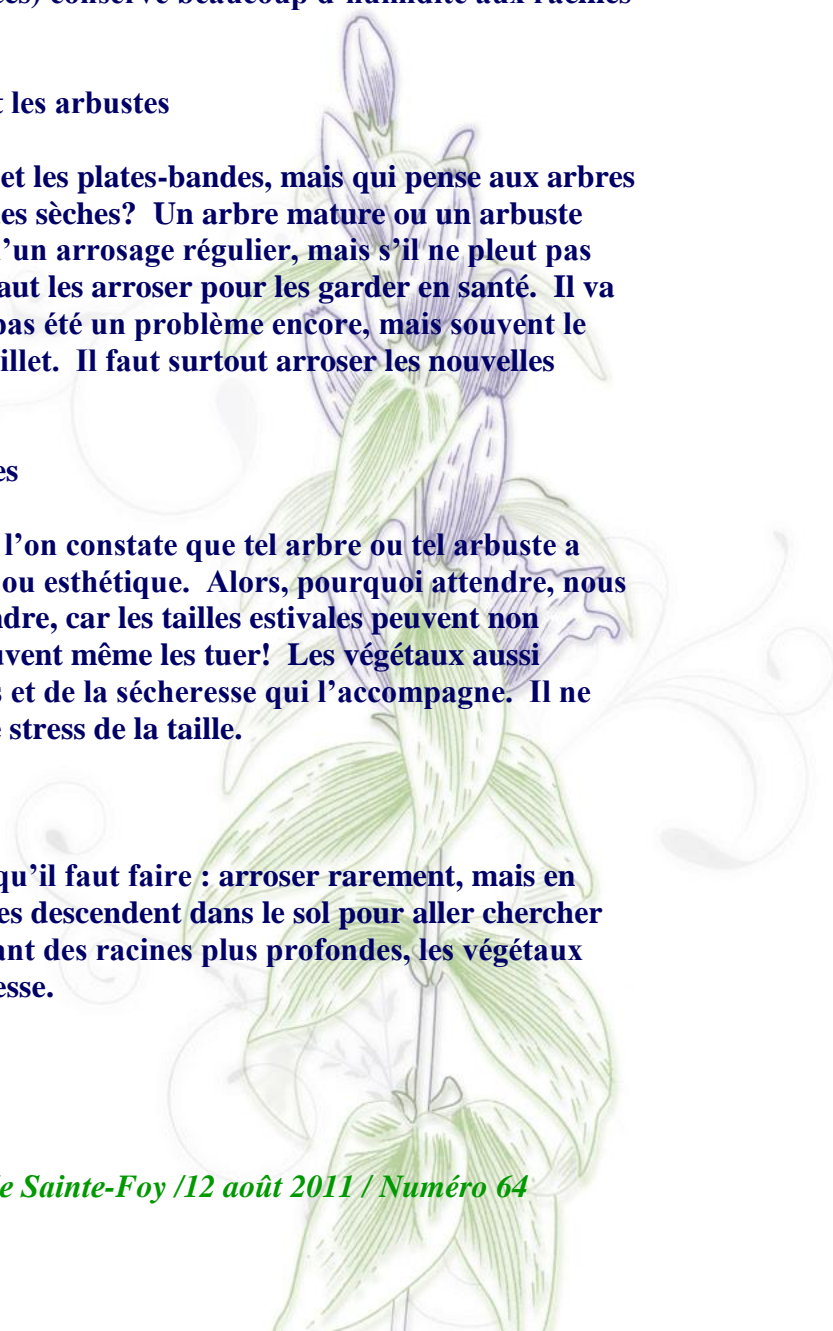 conserve beaucoup d'humidité aux racines
les arbustes
et les plates-bandes, mais qui pense aux arbres
es sèches? Un arbre mature ou un arbuste
'un arrosage régulier, mais s'il ne pleut pas
aut les arroser pour les garder en santé. Il va
pas été un problème encore, mais souvent le
illet. Il faut surtout arroser les nouvelles
es
l'on constate que tel arbre ou tel arbuste a
ou esthétique. Alors, pourquoi attendre, nous
dre, car les tailles estivales peuvent non
uvent même les tuer! Les végétaux aussi
s et de la sécheresse qui l'accompagne. Il ne
e stress de la taille.
qu'il faut faire : arroser rarement, mais en
es descendent dans le sol pour aller chercher
ant des racines plus profondes, les végétaux
esse.
le Sainte-Foy /12 août 2011 / Numéro 64